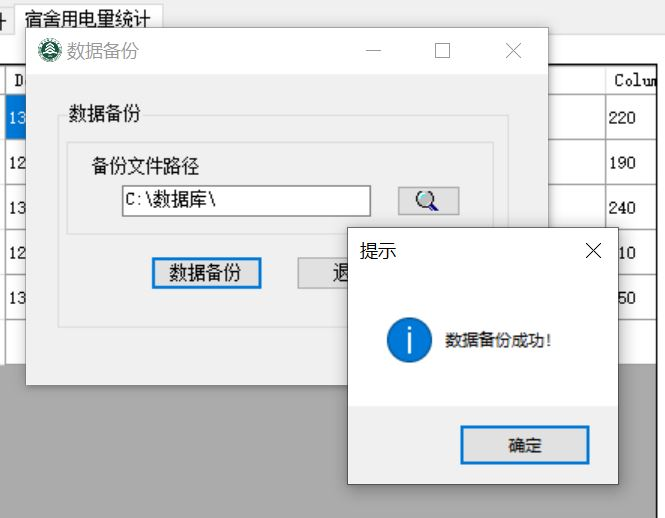 宿舍用电量统计
数据备份
Colum
13
220
数据备份
12
190
备份文件路径
C:\数据库\
13
240
提示
12
10
数据备份
退
13
50
数据备份成功!
确定